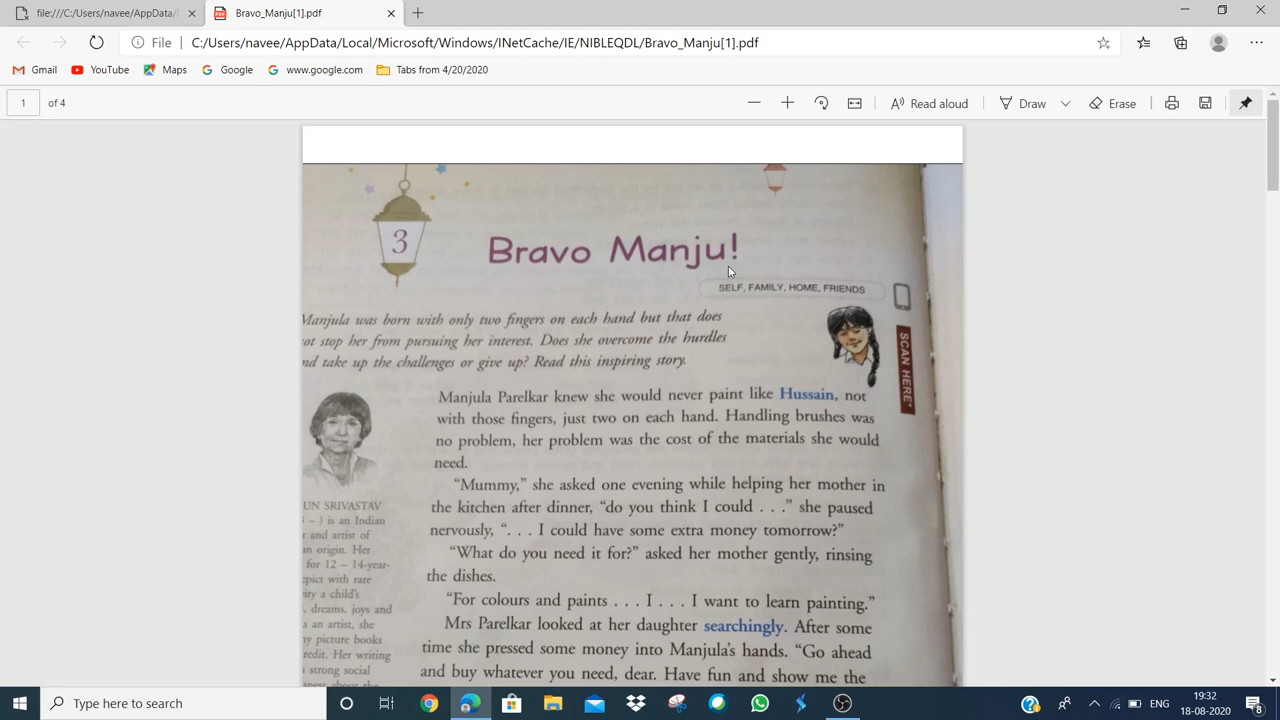 file:///C:/Users/navee/AppData/
Bravo_Manju[1].pdf
File
C:/Users/navee/AppData/Local/Microsoft/Windows/INetCache/IE/NIBLEQDL/Bravo_Manju[1].pdf
Gmail YouTube Maps Google www.google.com Tabs from 4/20/2020
1 of 4
Read aloud Draw Erase
3
Bravo Manju!
SELF, FAMILY, HOME, FRIENDS
SCAN HERE
Manjula was born with only two fingers on each hand but that does
ot stop her from pursuing her interest. Does she overcome the hurdles
nd take up the challenges or give up? Read this inspiring story.
Manjula Parelkar knew she would never paint like Hussain, not
with those fingers, just two on each hand. Handling brushes was
no problem, her problem was the cost of the materials she would
need.
"Mummy," she asked one evening while helping her mother in
the kitchen after dinner, "do you think I could . . ." she paused
nervously, ". . . I could have some extra money tomorrow?"
"What do you need it for?" asked her mother gently, rinsing
the dishes.
"For colours and paints . . . I . . . I want to learn painting."
Mrs Parelkar looked at her daughter searchingly. After some
time she pressed some money into Manjula's hands. "Go ahead
and buy whatever you need, dear. Have fun and show me the
UN SRIVASTAV
– ) is an Indian
and artist of
n origin. Her
for 12 – 14-year-
pict with rare
ity a child's
, dreams, joys and
s an artist, she
y picture books
redit. Her writing
strong social
Type here to search
ENG
19:32
18-08-2020
8